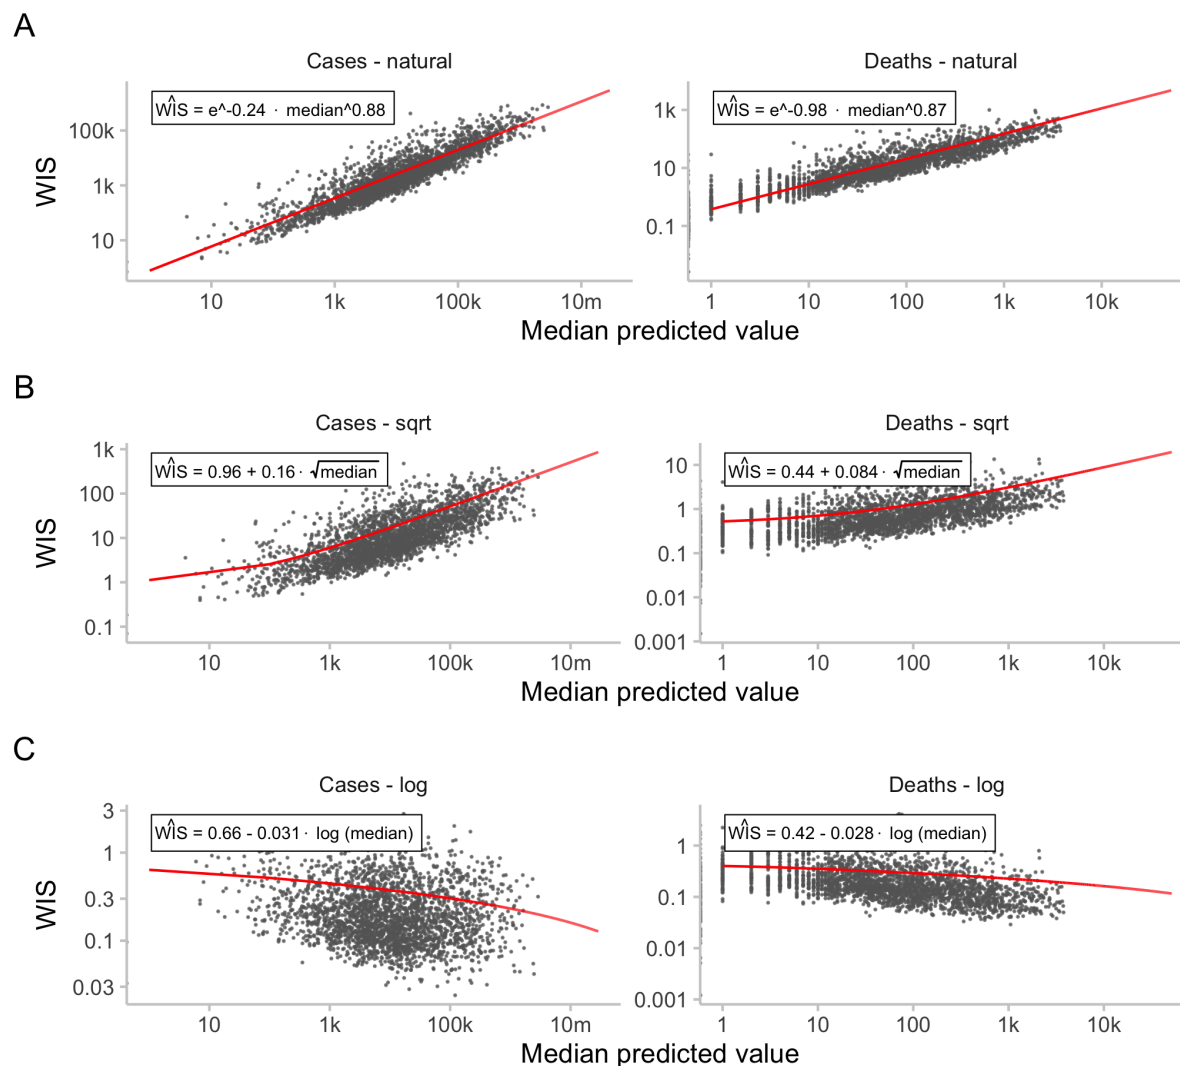 A
Cases - natural
Deaths - natural
WIS = e^-0.24 · median^0.88
WIS = e^-0.98 · median^0.87
WIS
100k
1k
10
1k
10
0.1
10 1k 100k 10m
1 10 100 1k 10k
Median predicted value
B
Cases - sqrt
Deaths - sqrt
ŴIS = 0.96 + 0.16 · √median
ŴIS = 0.44 + 0.084 · √median
WIS
1k
100
10
1
0.1
10
1
0.1
0.01
0.001
10 1k 100k 10m
1 10 100 1k 10k
Median predicted value
C
Cases - log
Deaths - log
ŴIS = 0.66 - 0.031 · log (median)
ŴIS = 0.42 - 0.028 · log (median)
WIS
3
1
0.3
0.1
0.03
1
0.1
0.01
0.001
10 1k 100k 10m
1 10 100 1k 10k
Median predicted value